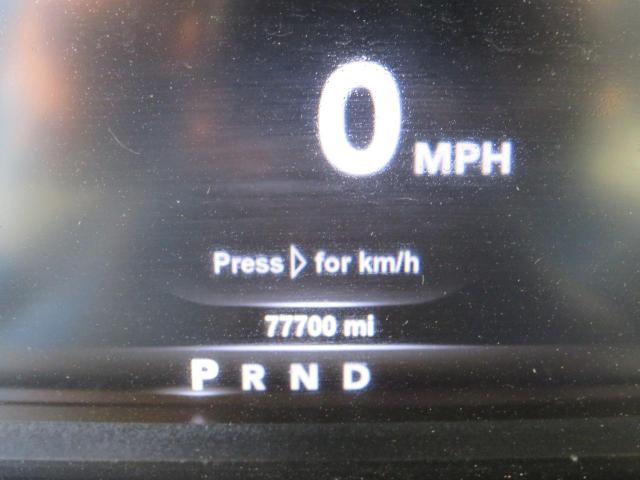 0 MPH
Press ▷ for km/h
77700 mi
P R N D